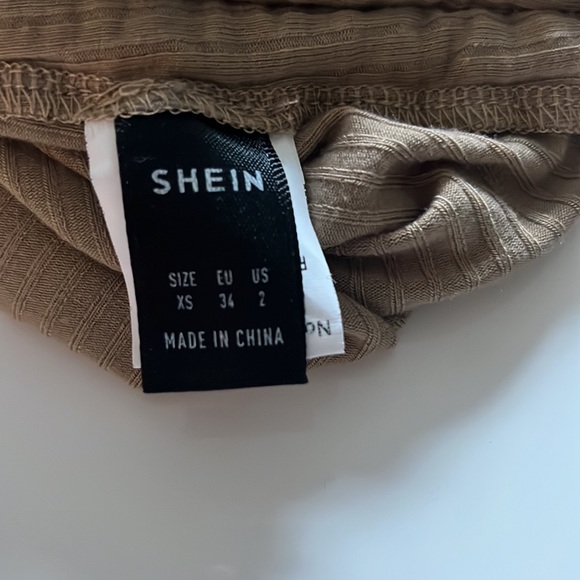 SHEIN
SIZE EU US
XS 34 2
MADE IN CHINA